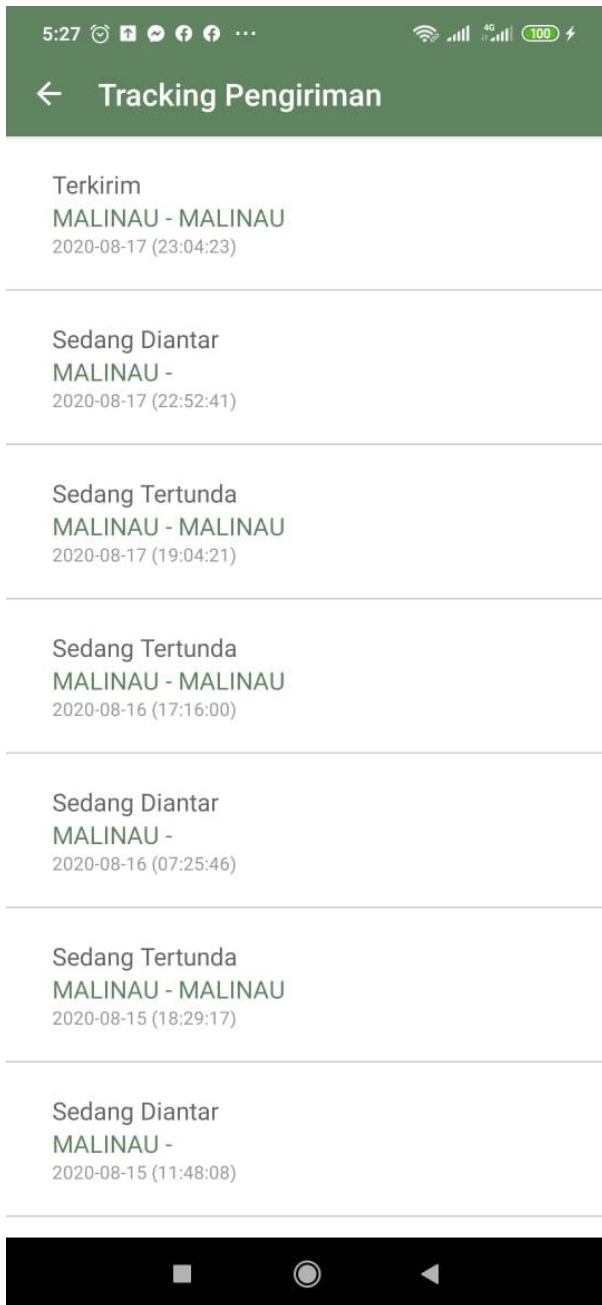 5:27
4G
100
Tracking Pengiriman
Terkirim
MALINAU - MALINAU
2020-08-17 (23:04:23)
Sedang Diantar
MALINAU -
2020-08-17 (22:52:41)
Sedang Tertunda
MALINAU - MALINAU
2020-08-17 (19:04:21)
Sedang Tertunda
MALINAU - MALINAU
2020-08-16 (17:16:00)
Sedang Diantar
MALINAU -
2020-08-16 (07:25:46)
Sedang Tertunda
MALINAU - MALINAU
2020-08-15 (18:29:17)
Sedang Diantar
MALINAU -
2020-08-15 (11:48:08)